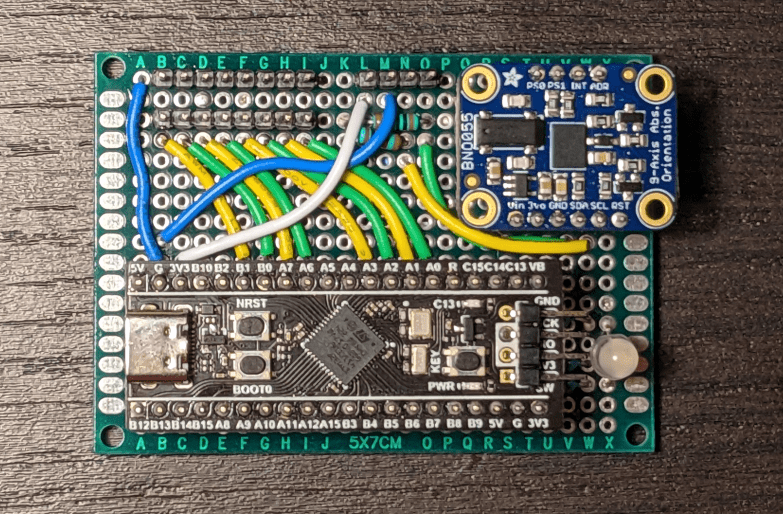 A B C D E F G H I J K L M N O P
PS0 PS1 INT ADR
BNO055
9-Axis Abs.
Orientation
Vin 3vo GND SDA SCL RST
5V G 3V3 B10 B2 B1 B0 A7 A6 A5 A4 A3 A2 A1 A0 R C15 C14 C13 VB
NRST
C13
GND
CK
KEY
BOOT0
PWR
B12 B13 B14 B15 A8 A9 A10 A11 A12 A15 B3 B4 B5 B6 B7 B8 B9 5V G 3V3
A B C D E F G H I J 5X7CM O P Q R S T U V W X